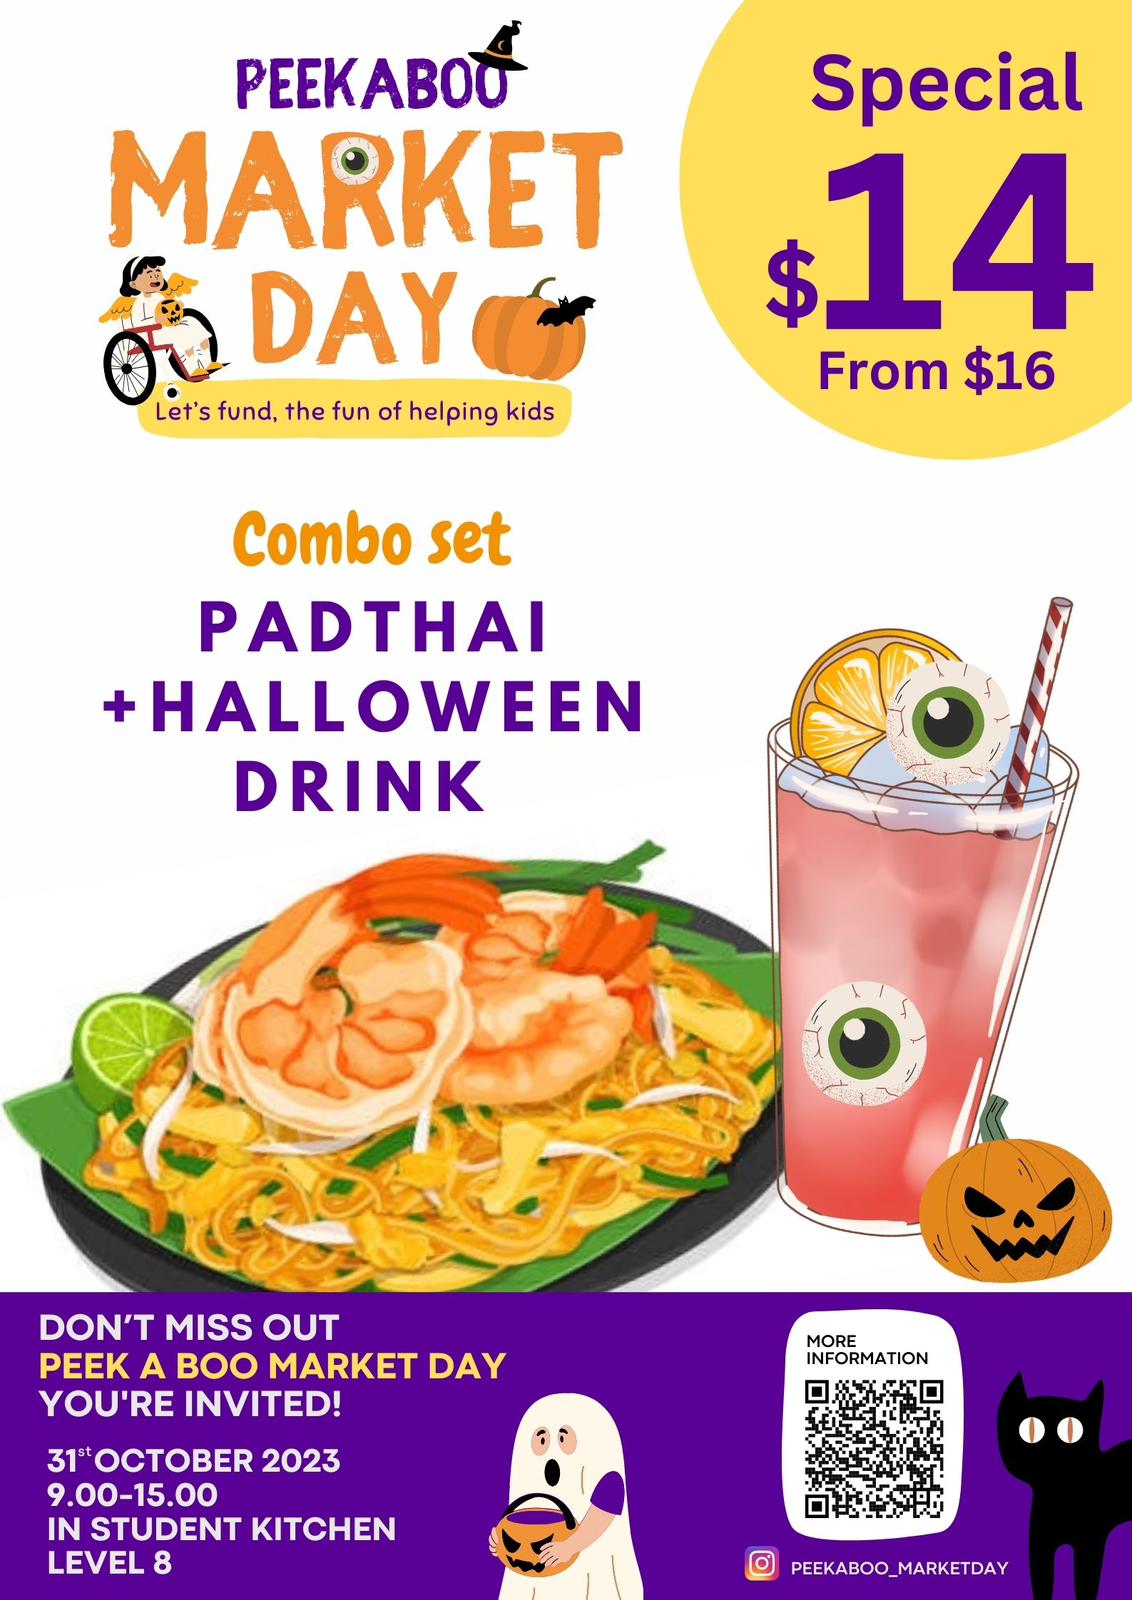 PEEKABOO
MARKET
DAY
Let's fund, the fun of helping kids
Special
$14
From $16
Combo set
PADTHAI
+HALLOWEEN
DRINK
DON'T MISS OUT
PEEK A BOO MARKET DAY
YOU'RE INVITED!
31st OCTOBER 2023
9.00-15.00
IN STUDENT KITCHEN
LEVEL 8
MORE
INFORMATION
PEEKABOO_MARKETDAY